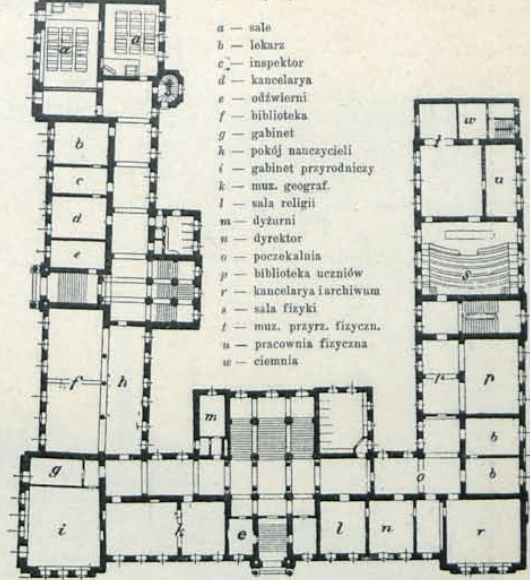 a — sale
b — lekarz
c — inspektor
d — kancelarya
e — odźwierni
f — biblioteka
g — gabinet
h — pokój nauczycieli
i — gabinet przyrodniczy
k — muz. geograf.
l — sala religii
m — dyżurni
n — dyrektor
o — poczekalnia
p — biblioteka uczniów
r — kancelarya i archiwum
s — sala fizyki
t — muz. przyrz. fizyczn.
u — pracownia fizyczna
w — ciemnia
a a
b
c
d
e
f h
g
i
k
m
e
l
n
o
r
b
b
p p
s
t w
u